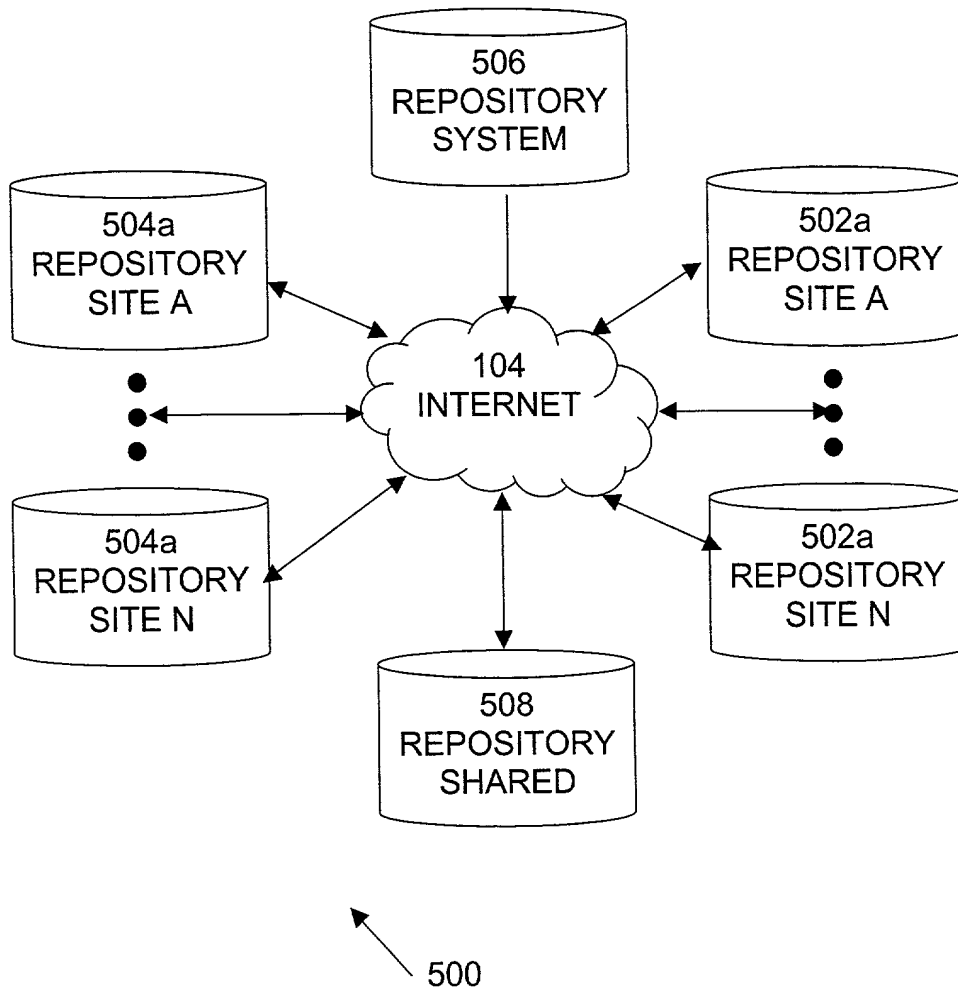 506
REPOSITORY
SYSTEM
504a
REPOSITORY
SITE A
502a
REPOSITORY
SITE A
104
INTERNET
504a
REPOSITORY
SITE N
502a
REPOSITORY
SITE N
508
REPOSITORY
SHARED
500